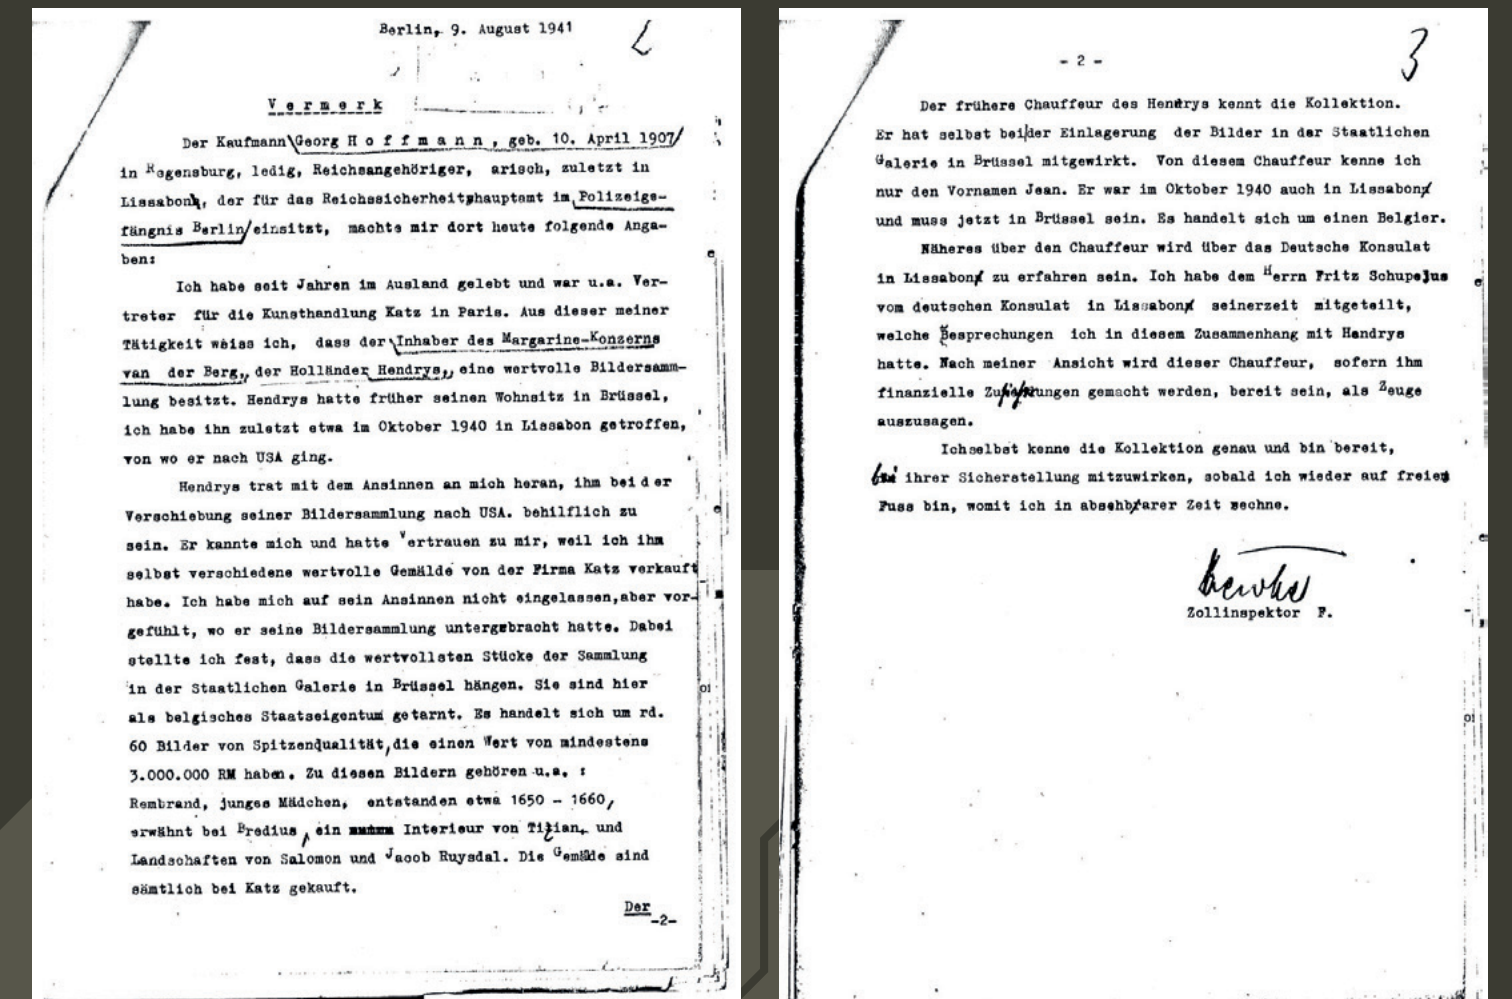 Berlin, 9. August 1941
2
V e r m e r k
Der Kaufmann Georg H o f f m a n n , geb. 10. April 1907
in Regensburg, ledig, Reichsangehöriger, arisch, zuletzt in
Lissabon, der für das Reichssicherheitshauptamt im Polizeige-
fängnis Berlin einsitzt, machte mir dort heute folgende Anga-
ben:
Ich habe seit Jahren im Ausland gelebt und war u.a. Ver-
treter für die Kunsthandlung Katz in Paris. Aus dieser meiner
Tätigkeit weiss ich, dass der Inhaber des Margarine-Konzerns
van der Berg, der Holländer Hendrys, eine wertvolle Bildersamm-
lung besitzt. Hendrys hatte früher seinen Wohnsitz in Brüssel,
ich habe ihn zuletzt etwa im Oktober 1940 in Lissabon getroffen,
von wo er nach USA ging.
Hendrys trat mit dem Ansinnen an mich heran, ihm bei der
Verschiebung seiner Bildersammlung nach USA. behilflich zu
sein. Er kannte mich und hatte Vertrauen zu mir, weil ich ihm
selbst verschiedene wertvolle Gemälde von der Firma Katz verkauft
habe. Ich habe mich auf sein Ansinnen nicht eingelassen,aber vor-
gefühlt, wo er seine Bildersammlung untergebracht hatte. Dabei
stellte ich fest, dass die wertvollsten Stücke der Sammlung
in der Staatlichen Galerie in Brüssel hängen. Sie sind hier
als belgisches Staatseigentum getarnt. Es handelt sich um rd.
60 Bilder von Spitzenqualität,die einen Wert von mindestens
3.000.000 RM haben. Zu diesen Bildern gehören u.a. :
Rembrand, junges Mädchen, entstanden etwa 1650 - 1660,
erwähnt bei Bredius, ein Interieur von Tizian, und
Landschaften von Salomon und Jacob Ruysdal. Die Gemälde sind
sämtlich bei Katz gekauft.
Der
-2-
- 2 -
3
Der frühere Chauffeur des Hendrys kennt die Kollektion.
Er hat selbst bei der Einlagerung der Bilder in der Staatlichen
Galerie in Brüssel mitgewirkt. Von diesem Chauffeur kenne ich
nur den Vornamen Jean. Er war im Oktober 1940 auch in Lissabon
und muss jetzt in Brüssel sein. Es handelt sich um einen Belgier.
Näheres über den Chauffeur wird über das Deutsche Konsulat
in Lissabon zu erfahren sein. Ich habe dem Herrn Fritz Schupejus
vom deutschen Konsulat in Lissabon seinerzeit mitgeteilt,
welche Besprechungen ich in diesem Zusammenhang mit Hendrys
hatte. Nach meiner Ansicht wird dieser Chauffeur, sofern ihm
finanzielle gemacht werden, bereit sein, als Zeuge
auszusagen.
Ichselbst kenne die Kollektion genau und bin bereit,
bei ihrer Sicherstellung mitzuwirken, sobald ich wieder auf freiem
Fuss bin, womit ich in absehbarer Zeit rechne.
Zollinspektor F.